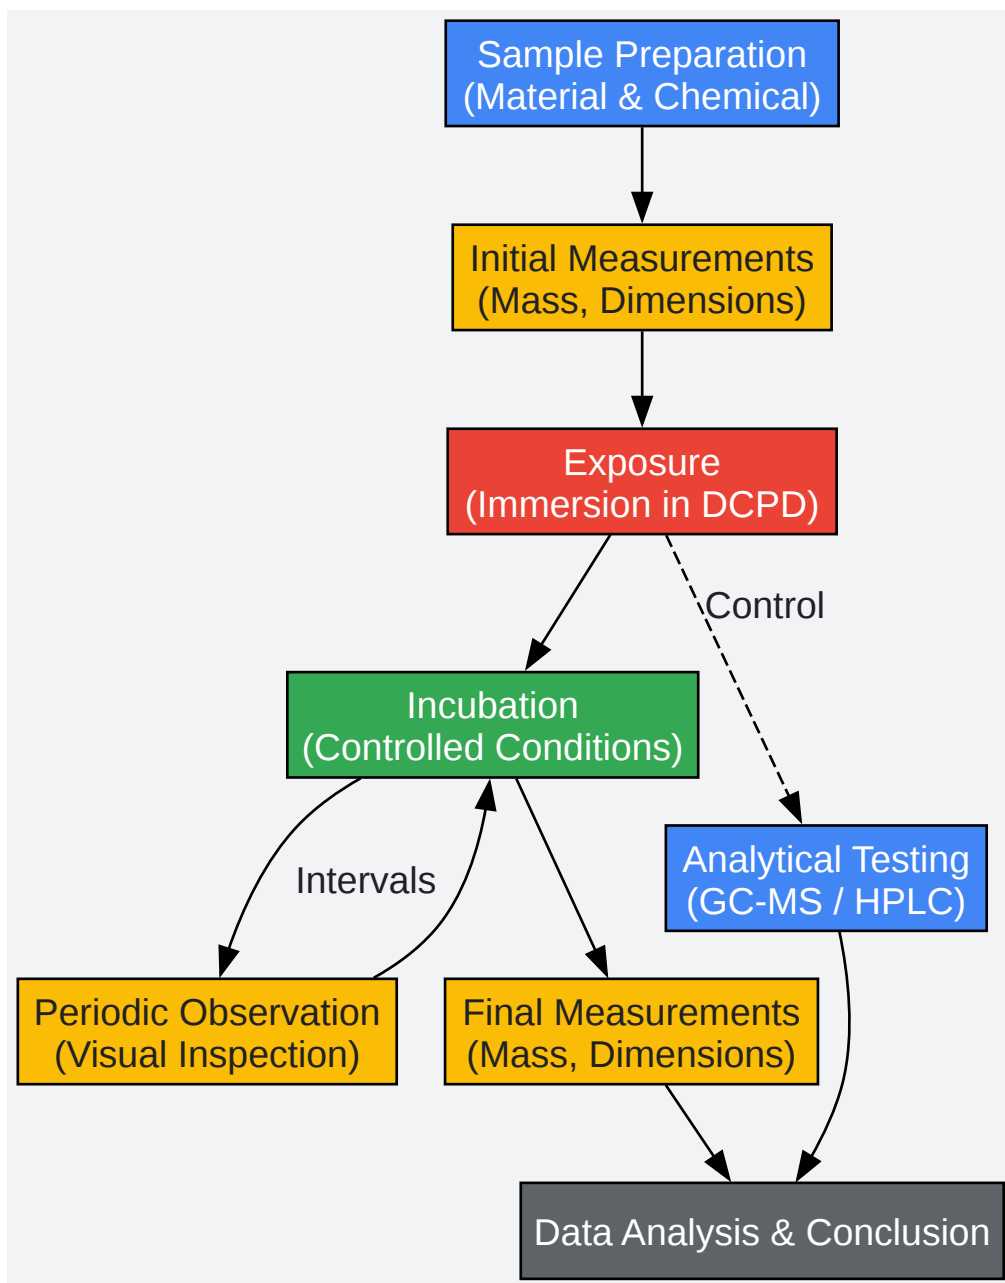 Sample Preparation
(Material & Chemical)
Initial Measurements
(Mass, Dimensions)
Exposure
(Immersion in DCPD)
Control
Incubation
(Controlled Conditions)
Analytical Testing
(GC-MS / HPLC)
Intervals
Periodic Observation
(Visual Inspection)
Final Measurements
(Mass, Dimensions)
Data Analysis & Conclusion